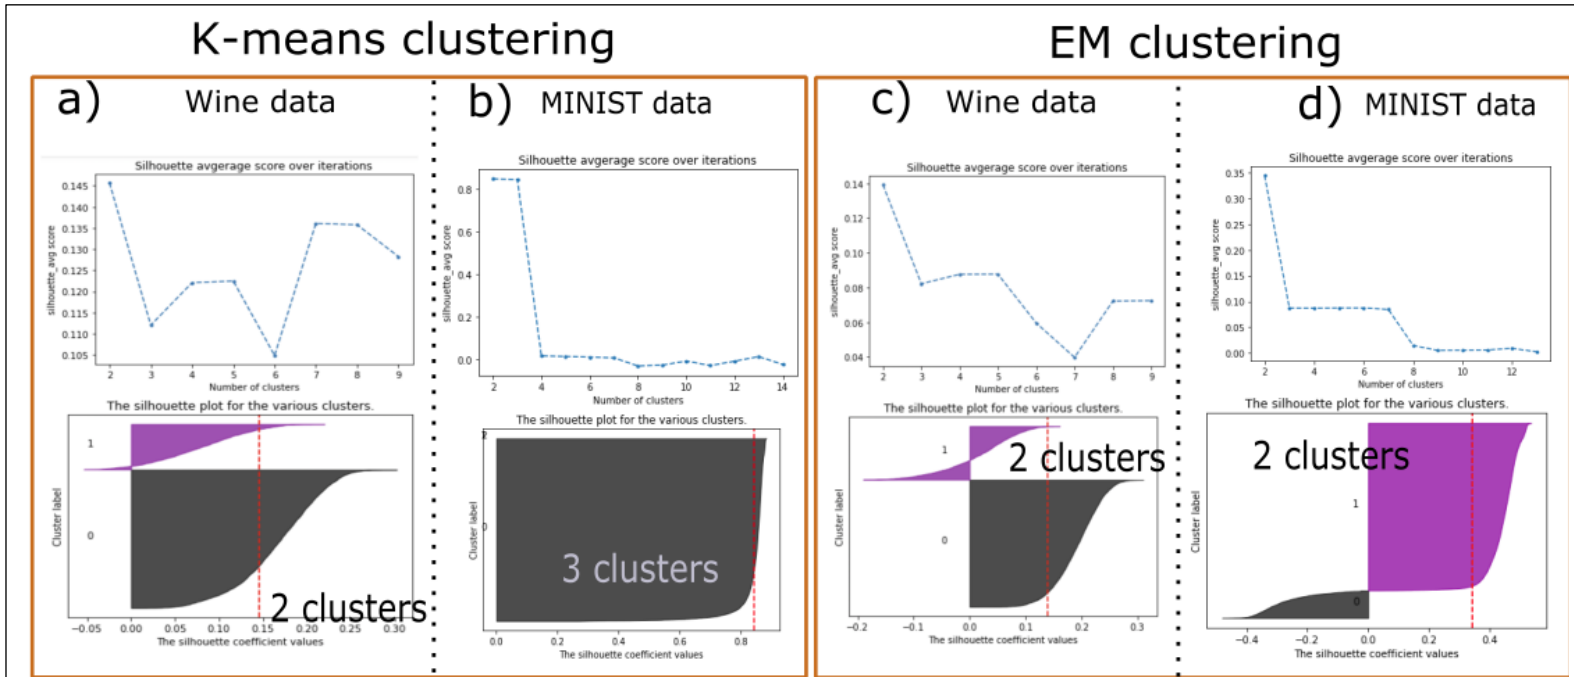 K-means clustering
EM clustering
a)
Wine data
b)
MINIST data
c)
Wine data
d)
MINIST data
Silhouette avgerage score over iterations
0.145
0.140
0.135
0.130
0.125
0.120
0.115
0.110
0.105
silhouette_avg score
2 3 4 5 6 7 8 9
Number of clusters
The silhouette plot for the various clusters.
1
0
Cluster label
2 clusters
−0.05 0.00 0.05 0.10 0.15 0.20 0.25 0.30
The silhouette coefficient values
Silhouette avgerage score over iterations
0.8
0.6
0.4
0.2
0.0
silhouette_avg score
2 4 6 8 10 12 14
Number of clusters
The silhouette plot for the various clusters.
0
Cluster label
3 clusters
0.0 0.2 0.4 0.6 0.8
The silhouette coefficient values
Silhouette avgerage score over iterations
0.14
0.12
0.10
0.08
0.06
0.04
silhouette_avg score
2 3 4 5 6 7 8 9
Number of clusters
The silhouette plot for the various clusters.
1
2 clusters
0
Cluster label
−0.2 −0.1 0.0 0.1 0.2 0.3
The silhouette coefficient values
Silhouette avgerage score over iterations
0.35
0.30
0.25
0.20
0.15
0.10
0.05
0.00
silhouette_avg score
2 4 6 8 10 12
Number of clusters
The silhouette plot for the various clusters.
2 clusters
1
0
Cluster label
−0.4 −0.2 0.0 0.2 0.4
The silhouette coefficient values